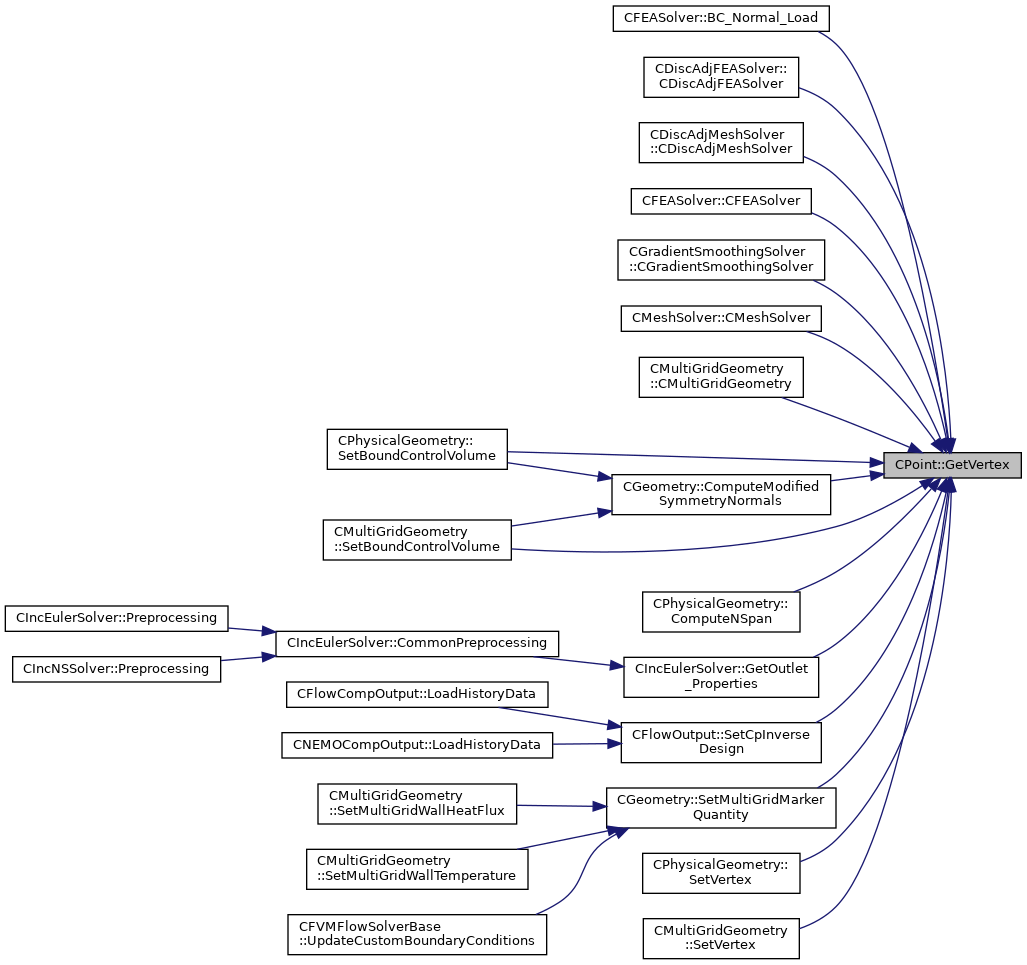 CFEASolver::BC_Normal_Load
CDiscAdjFEASolver::
CDiscAdjFEASolver
CDiscAdjMeshSolver
::CDiscAdjMeshSolver
CFEASolver::CFEASolver
CGradientSmoothingSolver
::CGradientSmoothingSolver
CMeshSolver::CMeshSolver
CMultiGridGeometry
::CMultiGridGeometry
CPhysicalGeometry::
SetBoundControlVolume
CPoint::GetVertex
CGeometry::ComputeModified
SymmetryNormals
CMultiGridGeometry
::SetBoundControlVolume
CPhysicalGeometry::
ComputeNSpan
CIncEulerSolver::Preprocessing
CIncEulerSolver::CommonPreprocessing
CIncNSSolver::Preprocessing
CIncEulerSolver::GetOutlet
_Properties
CFlowCompOutput::LoadHistoryData
CFlowOutput::SetCpInverse
Design
CNEMOCompOutput::LoadHistoryData
CMultiGridGeometry
::SetMultiGridWallHeatFlux
CGeometry::SetMultiGridMarker
Quantity
CMultiGridGeometry
::SetMultiGridWallTemperature
CPhysicalGeometry::
SetVertex
CFVMFlowSolverBase
::UpdateCustomBoundaryConditions
CMultiGridGeometry
::SetVertex